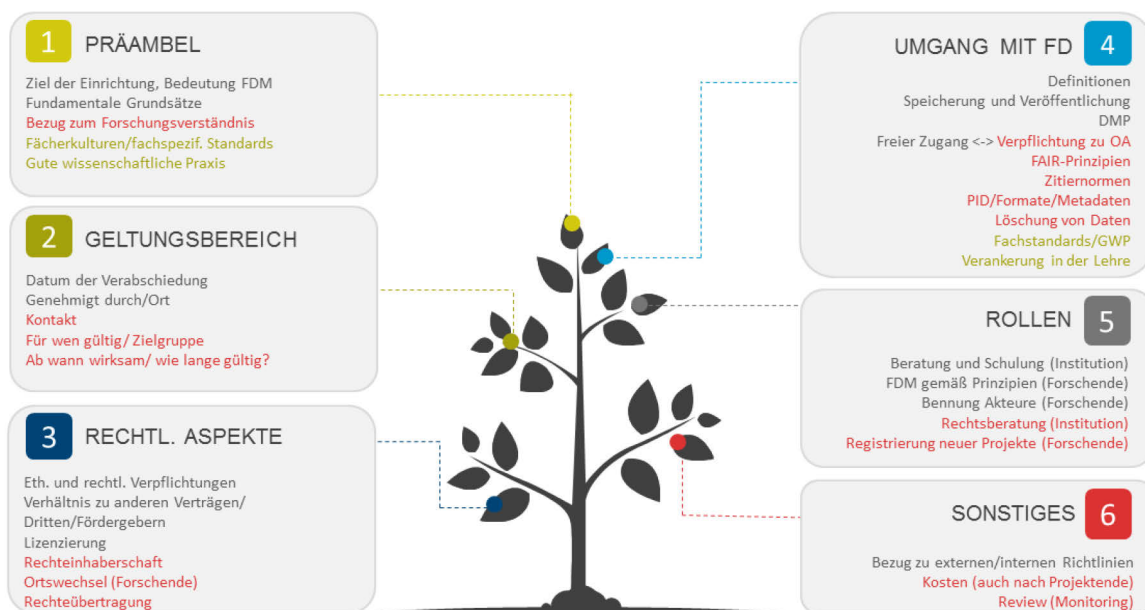 1 PRÄAMBEL
Ziel der Einrichtung, Bedeutung FDM
Fundamentale Grundsätze
Bezug zum Forschungsverständnis
Fächerkulturen/fachspezif. Standards
Gute wissenschaftliche Praxis
2 GELTUNGSBEREICH
Datum der Verabschiedung
Genehmigt durch/Ort
Kontakt
Für wen gültig/ Zielgruppe
Ab wann wirksam/ wie lange gültig?
3 RECHTL. ASPEKTE
Eth. und rechtl. Verpflichtungen
Verhältnis zu anderen Verträgen/
Dritten/Fördergebern
Lizenzierung
Rechteinhaberschaft
Ortswechsel (Forschende)
Rechteübertragung
UMGANG MIT FD 4
Definitionen
Speicherung und Veröffentlichung
DMP
Freier Zugang <-> Verpflichtung zu OA
FAIR-Prinzipien
Zitiernormen
PID/Formate/Metadaten
Löschung von Daten
Fachstandards/GWP
Verankerung in der Lehre
ROLLEN 5
Beratung und Schulung (Institution)
FDM gemäß Prinzipien (Forschende)
Bennung Akteure (Forschende)
Rechtsberatung (Institution)
Registrierung neuer Projekte (Forschende)
SONSTIGES 6
Bezug zu externen/internen Richtlinien
Kosten (auch nach Projektende)
Review (Monitoring)